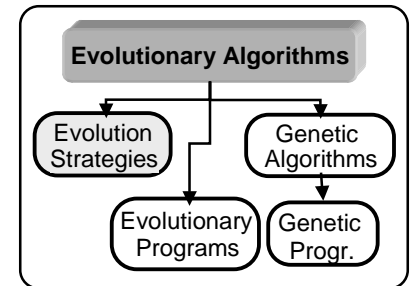 Evolutionary Algorithms
Evolution
Strategies
Genetic
Algorithms
Evolutionary
Programs
Genetic
Progr.